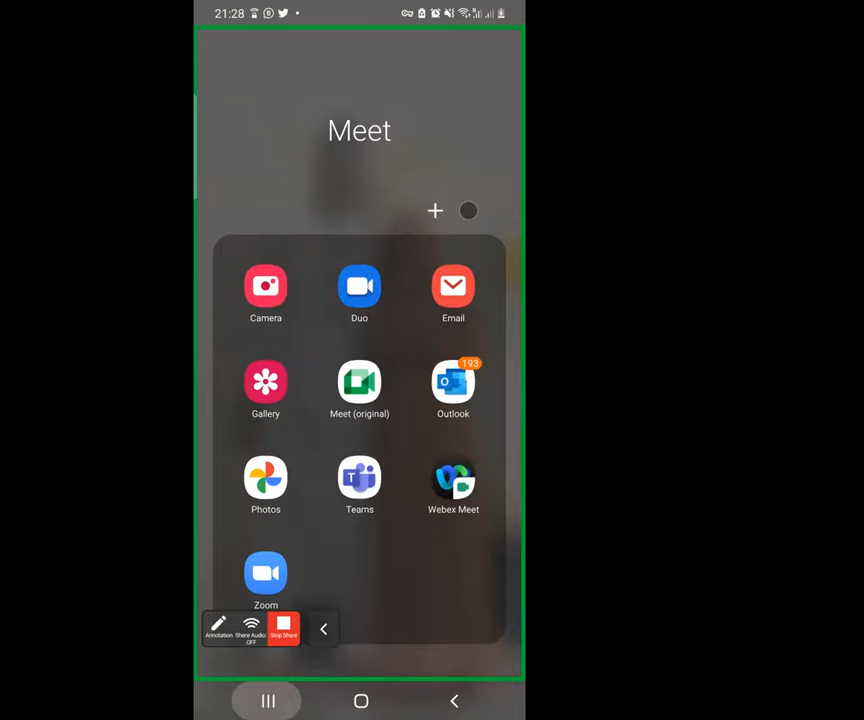 21:28
Meet
Camera
Duo
Email
193
Gallery
Meet (original)
Outlook
Photos
Teams
Webex Meet
Zoom
Annotation
Share Audio:
OFF
Stop Share